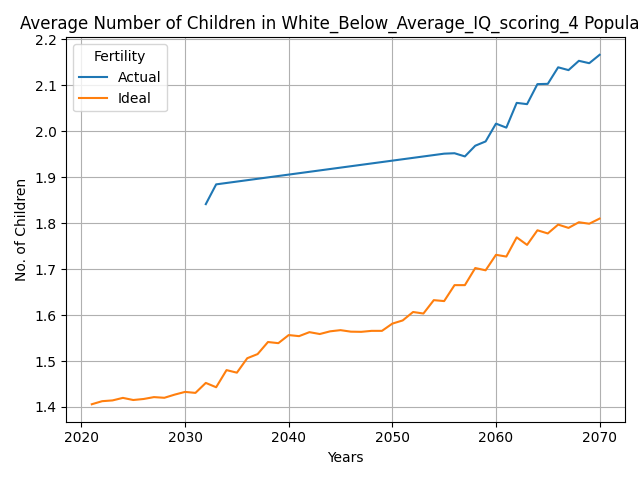 Average Number of Children in White_Below_Average_IQ_scoring_4 Popula
Fertility
Actual
Ideal
No. of Children
2.2
2.1
2.0
1.9
1.8
1.7
1.6
1.5
1.4
2020 2030 2040 2050 2060 2070
Years